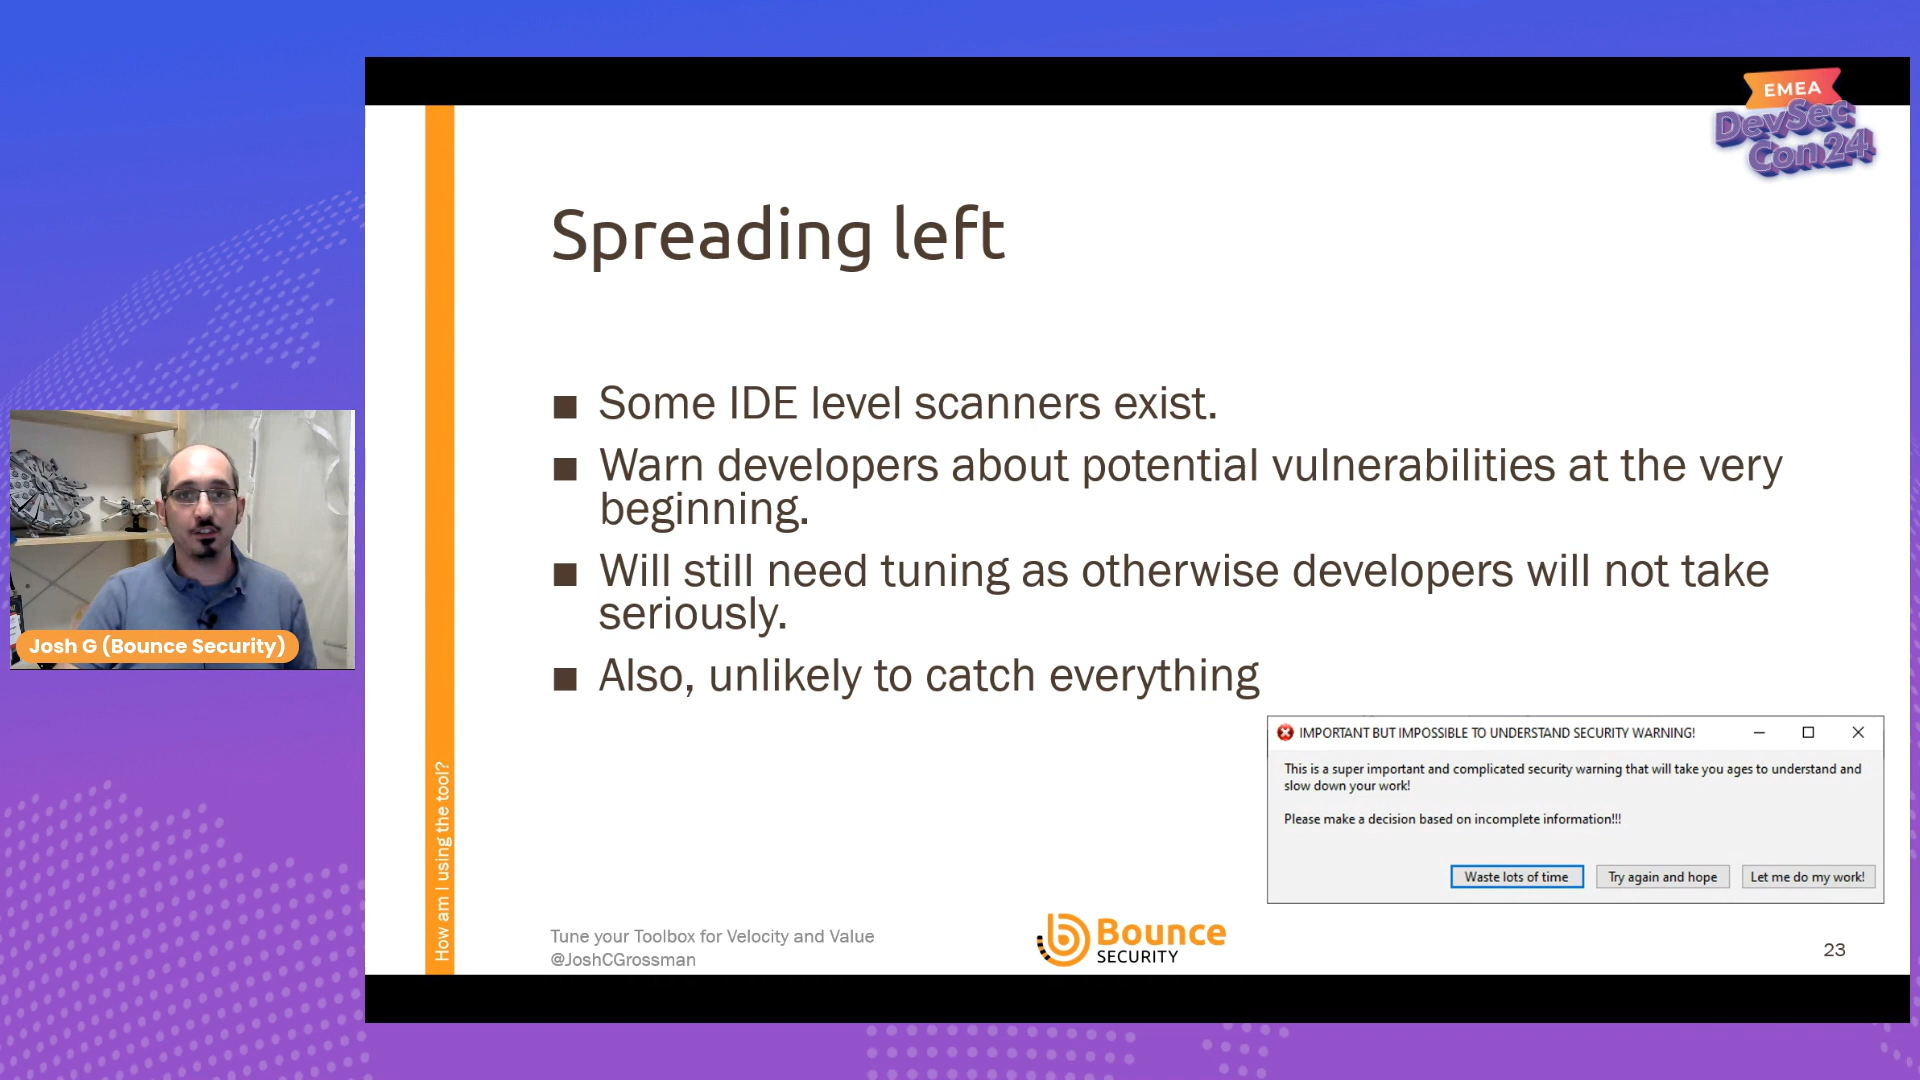 EMEA
DevSec
Con24
Spreading left
■ Some IDE level scanners exist.
■ Warn developers about potential vulnerabilities at the very
beginning.
■ Will still need tuning as otherwise developers will not take
seriously.
■ Also, unlikely to catch everything
IMPORTANT BUT IMPOSSIBLE TO UNDERSTAND SECURITY WARNING!
This is a super important and complicated security warning that will take you ages to understand and
slow down your work!
Please make a decision based on incomplete information!!!
Waste lots of time
Try again and hope
Let me do my work!
How am I using the tool?
Tune your Toolbox for Velocity and Value
@JoshCGrossman
Bounce
SECURITY
23
Josh G (Bounce Security)